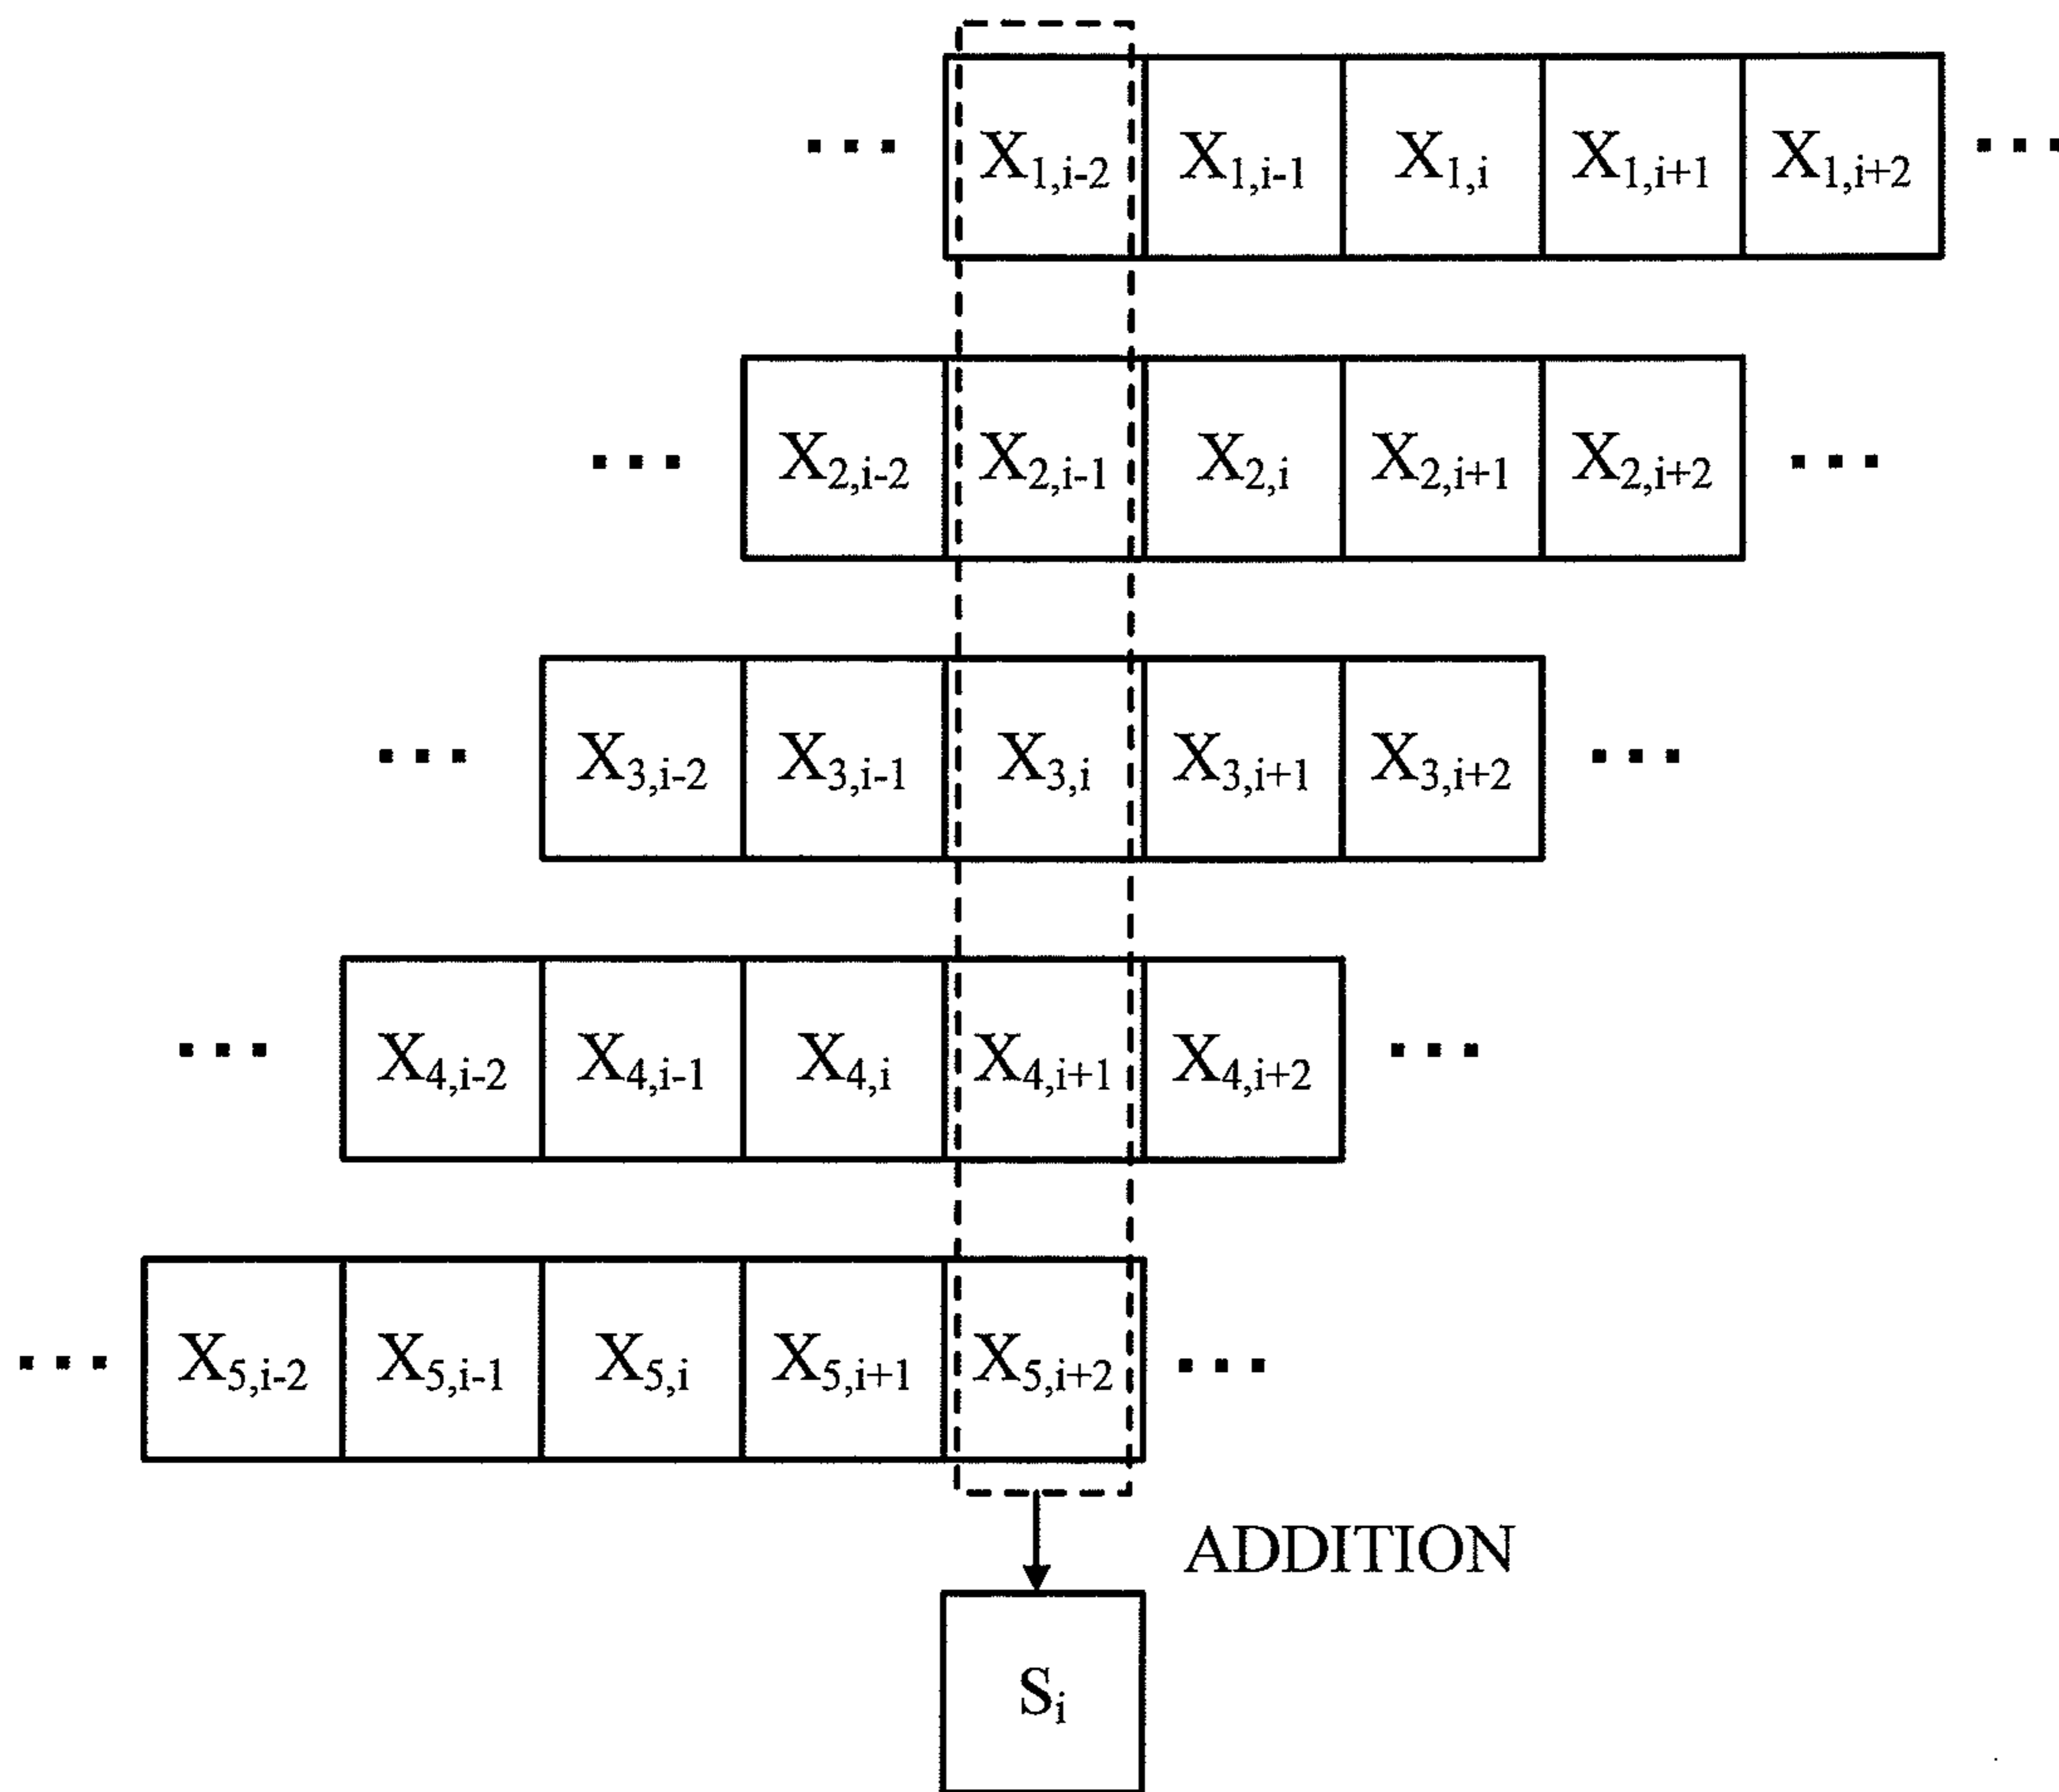 ... X1,i-2 X1,i-1 X1,i X1,i+1 X1,i+2 ...
... X2,i-2 X2,i-1 X2,i X2,i+1 X2,i+2 ...
... X3,i-2 X3,i-1 X3,i X3,i+1 X3,i+2 ...
... X4,i-2 X4,i-1 X4,i X4,i+1 X4,i+2 ...
... X5,i-2 X5,i-1 X5,i X5,i+1 X5,i+2 ...
ADDITION
Si